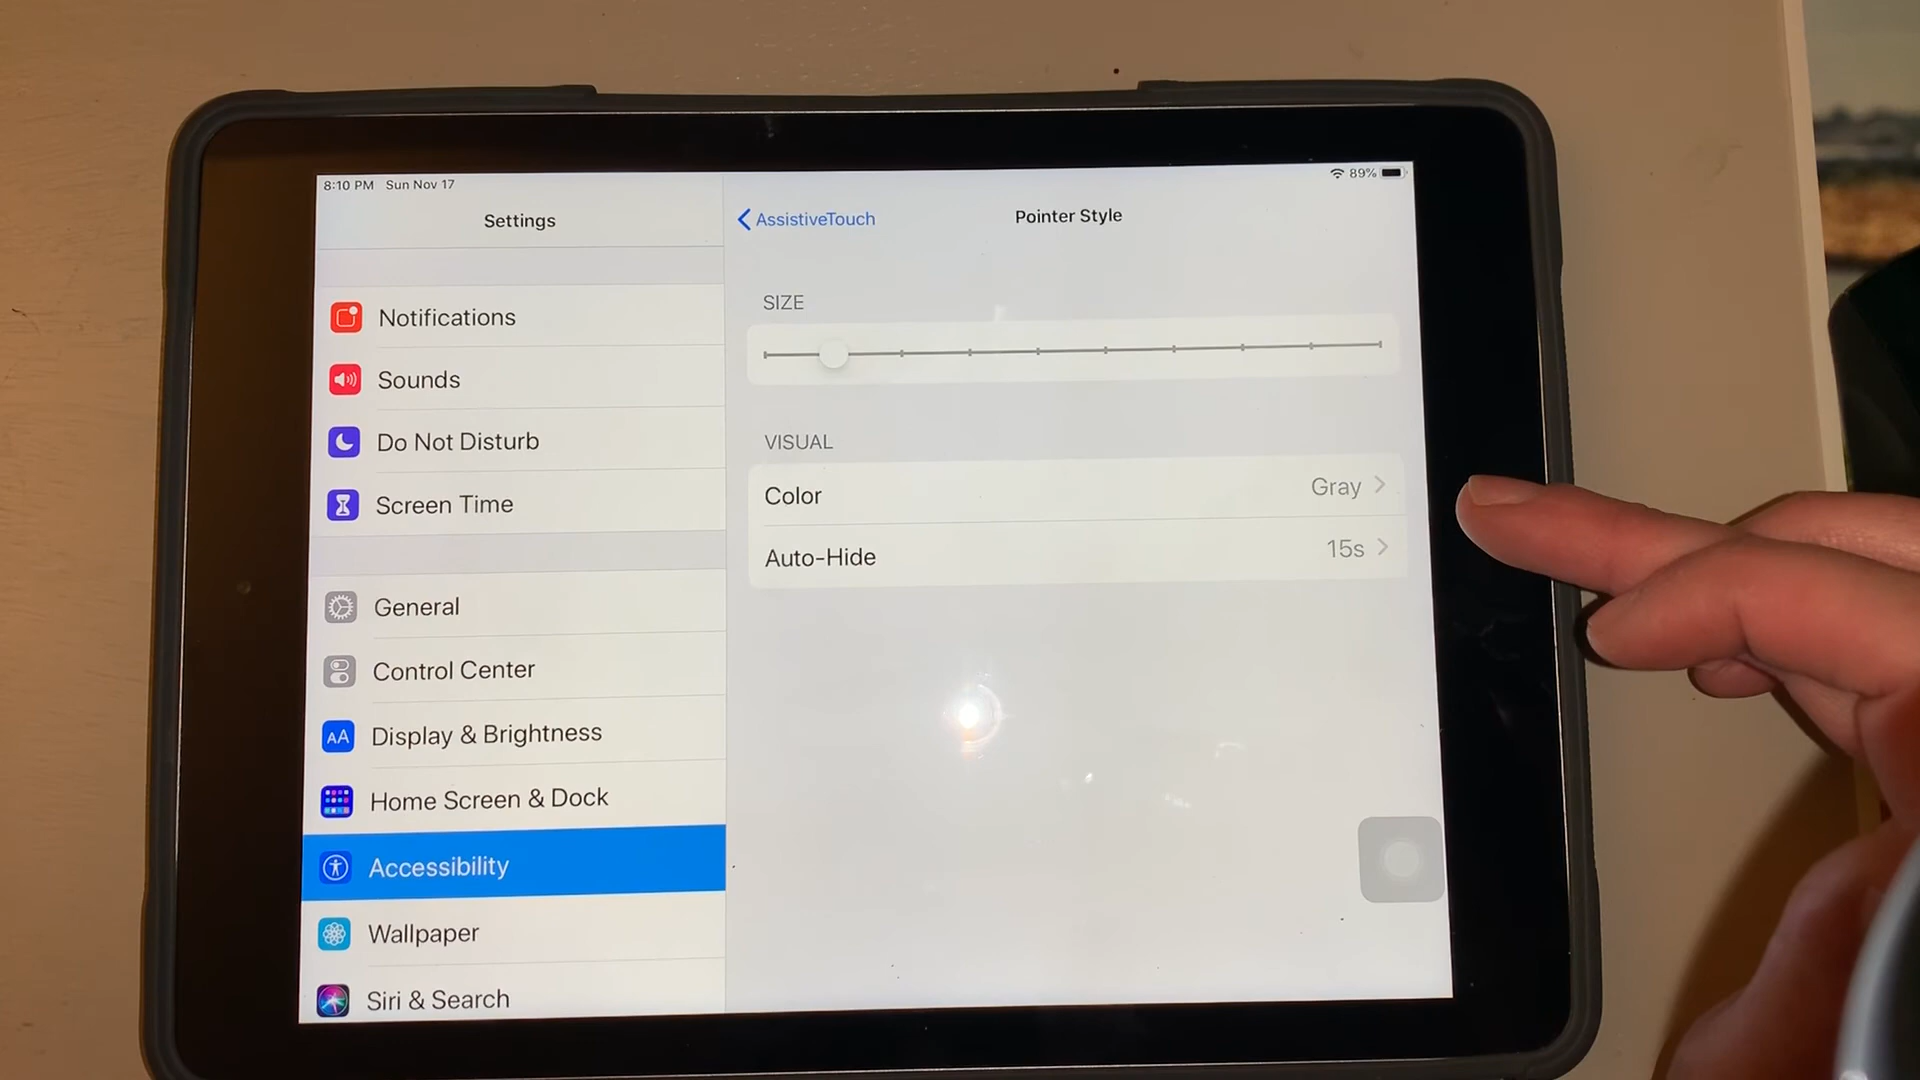 8:10 PM Sun Nov 17
89%
Settings
AssistiveTouch
Pointer Style
Notifications
Sounds
Do Not Disturb
Screen Time
General
Control Center
AA
Display & Brightness
Home Screen & Dock
Accessibility
Wallpaper
Siri & Search
SIZE
VISUAL
Color Gray
Auto-Hide 15s